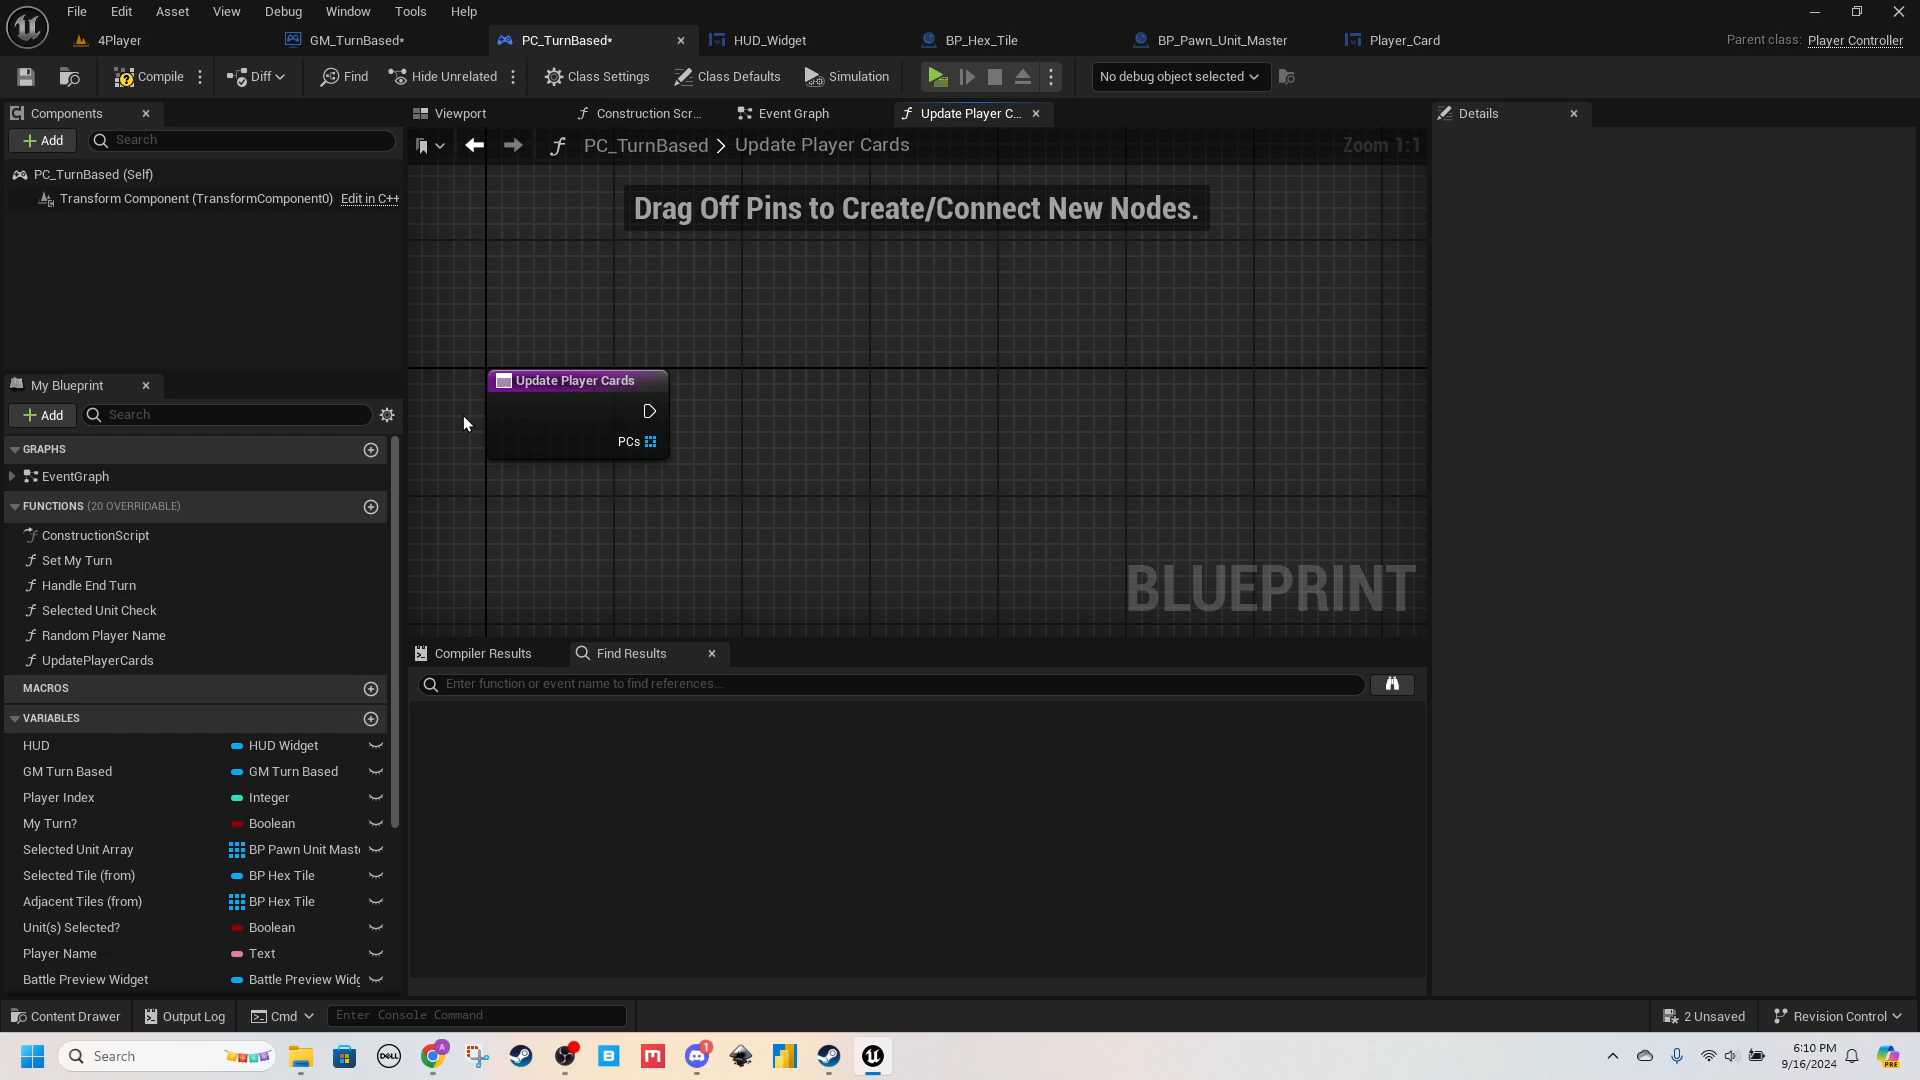 File Edit Asset View Debug Window Tools Help
4Player GM_TurnBased* PC_TurnBased* HUD_Widget BP_Hex_Tile BP_Pawn_Unit_Master Player_Card Parent class: Player Controller
Compile Diff Find Hide Unrelated Class Settings Class Defaults Simulation No debug object selected
Components
Add Search
PC_TurnBased (Self)
Transform Component (TransformComponent0) Edit in C++
Viewport Construction Scr... Event Graph Update Player C... Details
PC_TurnBased > Update Player Cards Zoom 1:1
Drag Off Pins to Create/Connect New Nodes.
Update Player Cards
PCs
BLUEPRINT
My Blueprint
Add Search
GRAPHS
EventGraph
FUNCTIONS (20 OVERRIDABLE)
ConstructionScript
Set My Turn
Handle End Turn
Selected Unit Check
Random Player Name
UpdatePlayerCards
MACROS
VARIABLES
HUD HUD Widget
GM Turn Based GM Turn Based
Player Index Integer
My Turn? Boolean
Selected Unit Array BP Pawn Unit Mast
Selected Tile (from) BP Hex Tile
Adjacent Tiles (from) BP Hex Tile
Unit(s) Selected? Boolean
Player Name Text
Battle Preview Widget Battle Preview Widg
Compiler Results Find Results
Enter function or event name to find references...
Content Drawer Output Log Cmd Enter Console Command 2 Unsaved Revision Control
Search DELL A 1 PRE
6:10 PM
9/16/2024